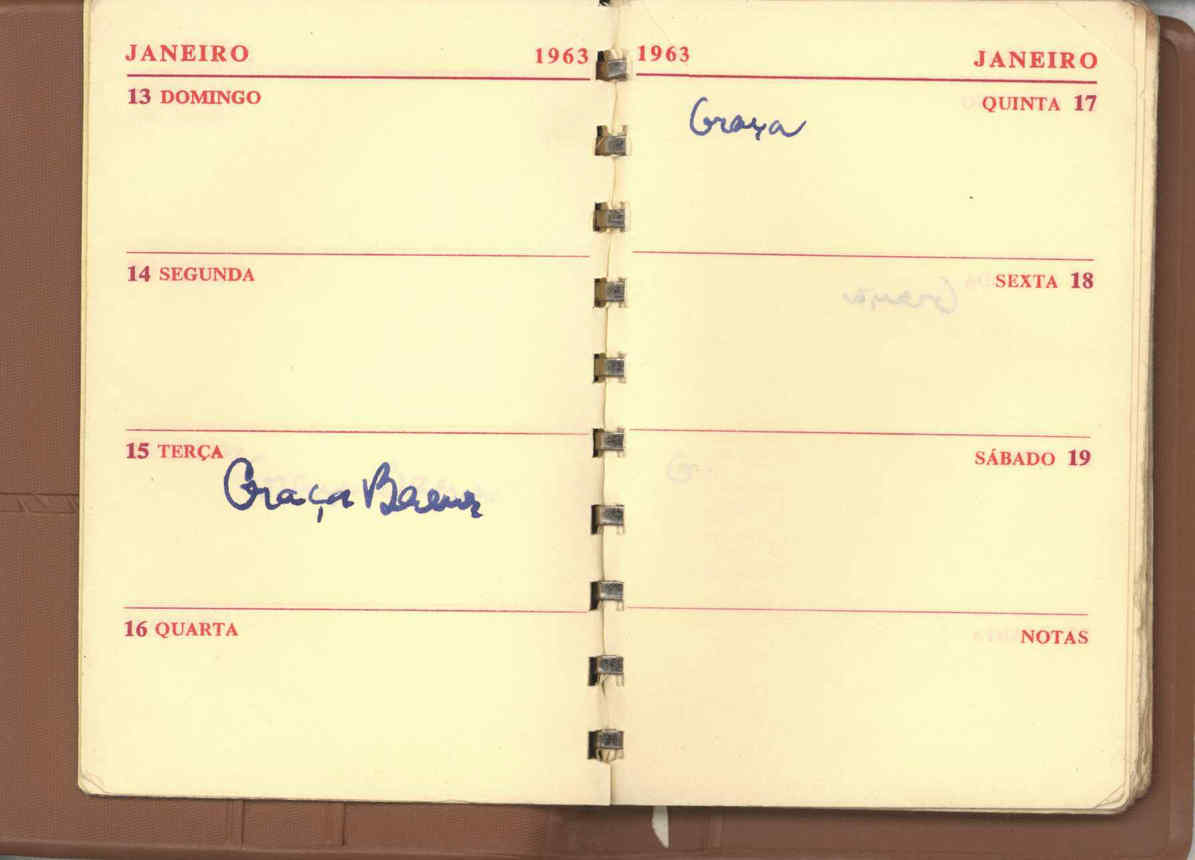 JANEIRO 1963
13 DOMINGO
14 SEGUNDA
15 TERÇA
Graça
16 QUARTA
1963 JANEIRO
QUINTA 17
Graça
SEXTA 18
SÁBADO 19
NOTAS